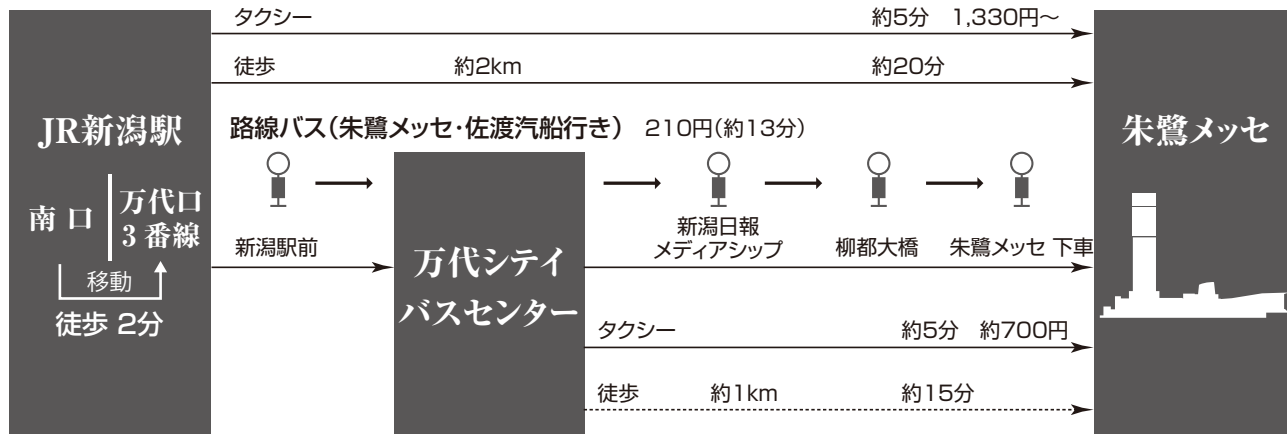 タクシー 約5分 1,330円～
徒歩 約2km 約20分
JR新潟駅
南口
万代口
3番線
移動
徒歩 2分
路線バス(朱鷺メッセ・佐渡汽船行き) 210円(約13分)
新潟駅前
万代シテイ
バスセンター
新潟日報
メディアシップ
柳都大橋
朱鷺メッセ 下車
タクシー 約5分 約700円
徒歩 約1km 約15分
朱鷺メッセ